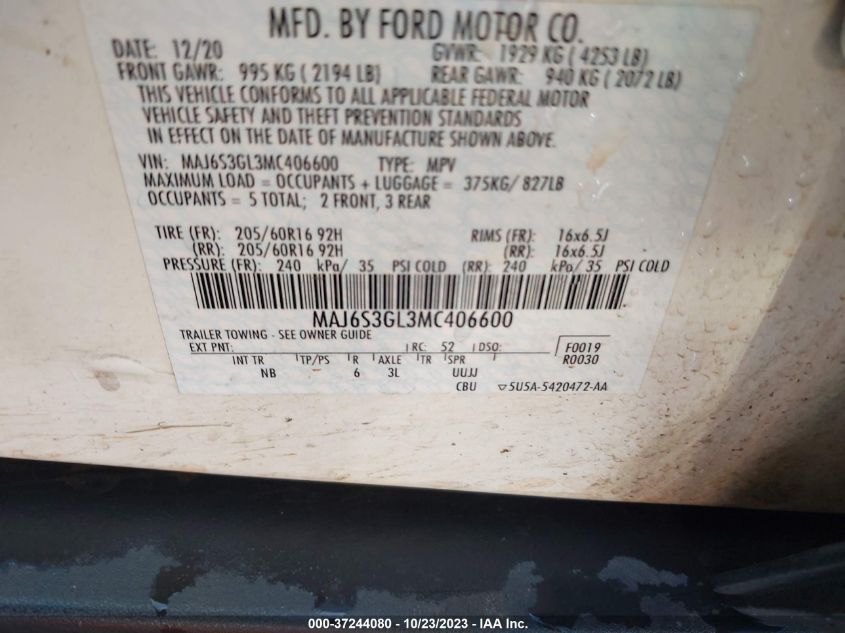 MFD. BY FORD MOTOR CO.
DATE: 12/20 GVWR: 1929 KG ( 4253 LB)
FRONT GAWR: 995 KG ( 2194 LB) REAR GAWR: 940 KG ( 2072 LB)
THIS VEHICLE CONFORMS TO ALL APPLICABLE FEDERAL MOTOR
VEHICLE SAFETY AND THEFT PREVENTION STANDARDS
IN EFFECT ON THE DATE OF MANUFACTURE SHOWN ABOVE.
VIN: MAJ6S3GL3MC406600 TYPE: MPV
MAXIMUM LOAD = OCCUPANTS + LUGGAGE = 375KG/ 827LB
OCCUPANTS = 5 TOTAL; 2 FRONT, 3 REAR
TIRE (FR): 205/60R16 92H RIMS (FR): 16x6.5J
(RR): 205/60R16 92H (RR): 16x6.5J
PRESSURE (FR): 240 kPa/ 35 PSI COLD (RR): 240 kPa/ 35 PSI COLD
MAJ6S3GL3MC406600
TRAILER TOWING - SEE OWNER GUIDE
EXT PNT: RC: 52 DSO: F0019
INT TR TP/PS R AXLE TR SPR R0030
NB 6 3L UUJJ
CBU 5U5A-5420472-AA
000-37244080 - 10/23/2023 - IAA Inc.